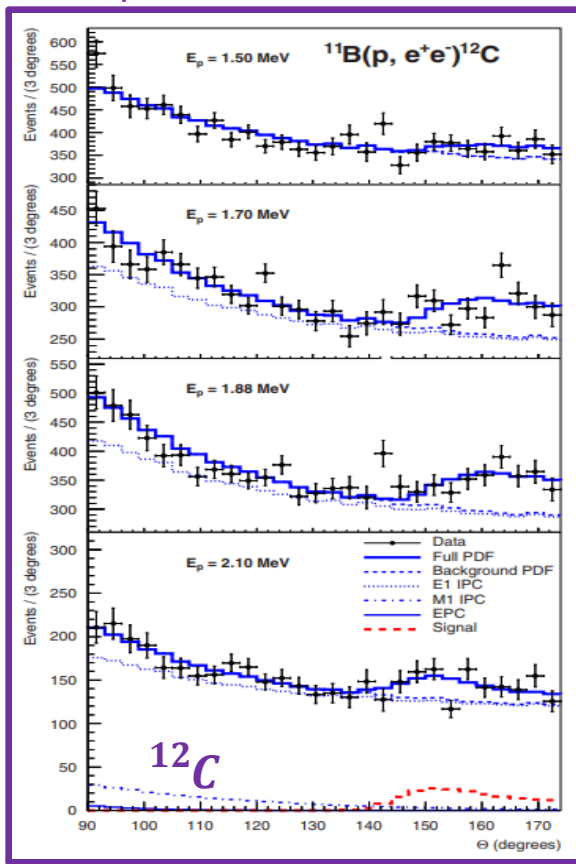 ¹¹B(p, e⁺e⁻)¹²C
Eₚ = 1.50 MeV
Events / (3 degrees)
600
550
500
450
400
350
300
Eₚ = 1.70 MeV
Events / (3 degrees)
450
400
350
300
250
Eₚ = 1.88 MeV
Events / (3 degrees)
550
500
450
400
350
300
Eₚ = 2.10 MeV
Events / (3 degrees)
300
250
200
150
100
50
0
Data
Full PDF
Background PDF
E1 IPC
M1 IPC
EPC
Signal
¹²C
90 100 110 120 130 140 150 160 170
Θ (degrees)